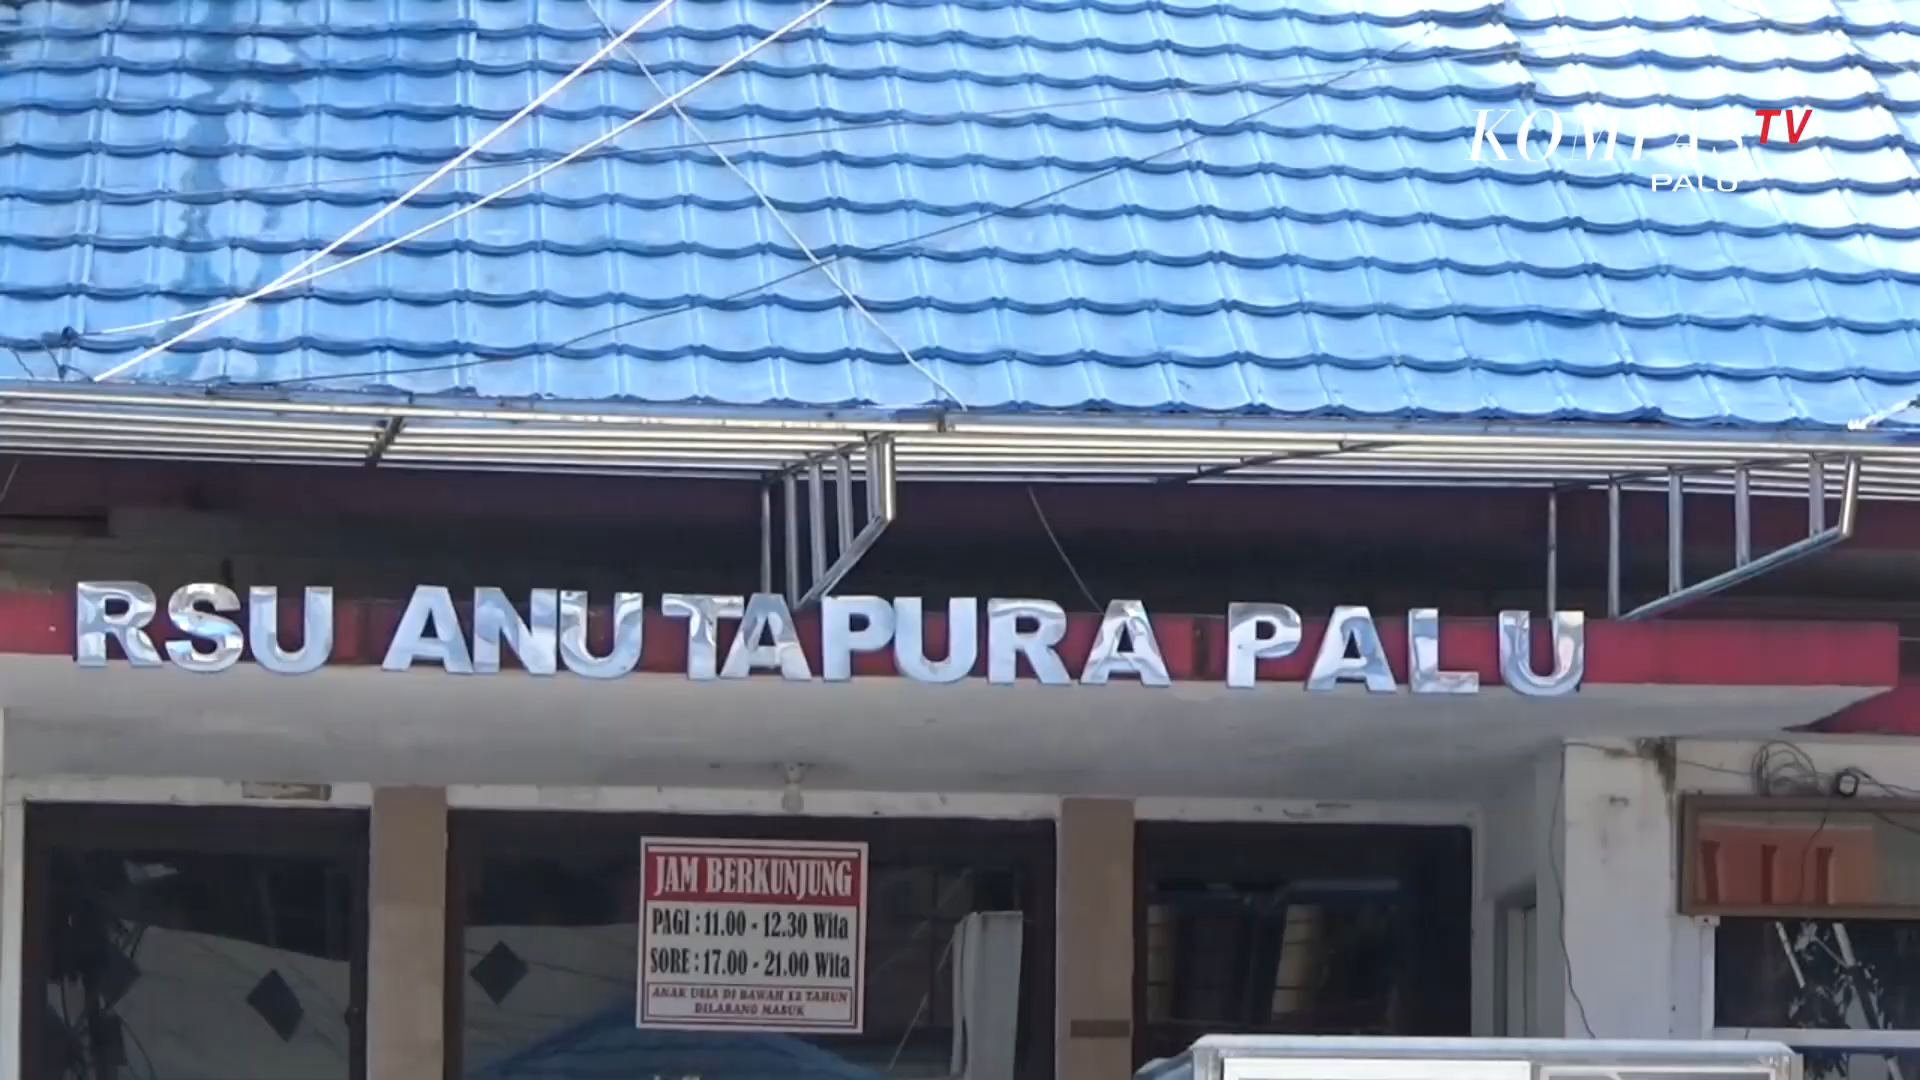 KOMPAS TV
PALU
RSU ANUTAPURA PALU
JAM BERKUNJUNG
PAGI : 11.00 - 12.30 Wita
SORE : 17.00 - 21.00 Wita
ANAK USIA DI BAWAH 12 TAHUN
DILARANG MASUK